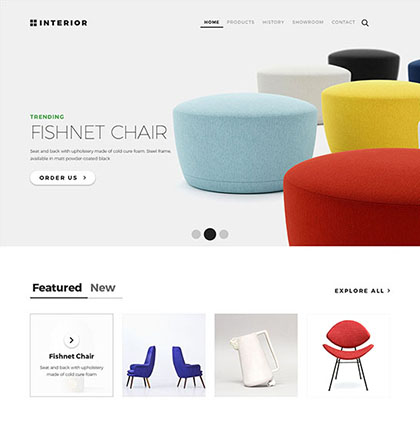 INTERIOR
HOME PRODUCTS HISTORY SHOWROOM CONTACT
TRENDING
FISHNET CHAIR
Seat and back with upholstery made of cold cure foam. Steel frame,
available in matt powder-coated black
ORDER US >
Featured New
EXPLORE ALL >
Fishnet Chair
Seat and back with upholstery
made of cold cure foam